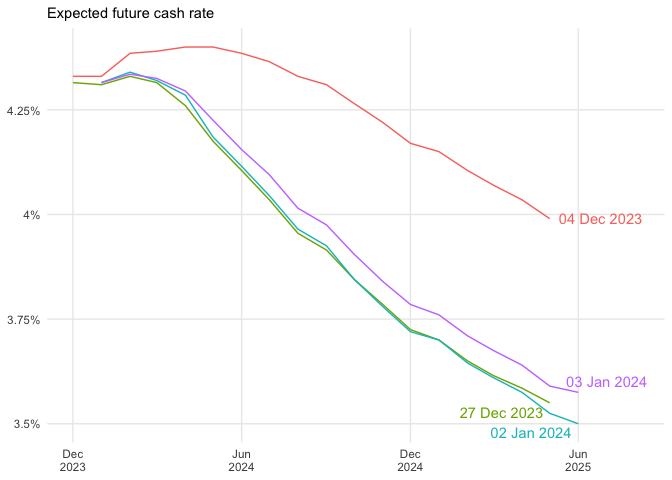 Expected future cash rate
4.25%
4%
3.75%
3.5%
04 Dec 2023
03 Jan 2024
27 Dec 2023
02 Jan 2024
Dec
2023
Jun
2024
Dec
2024
Jun
2025